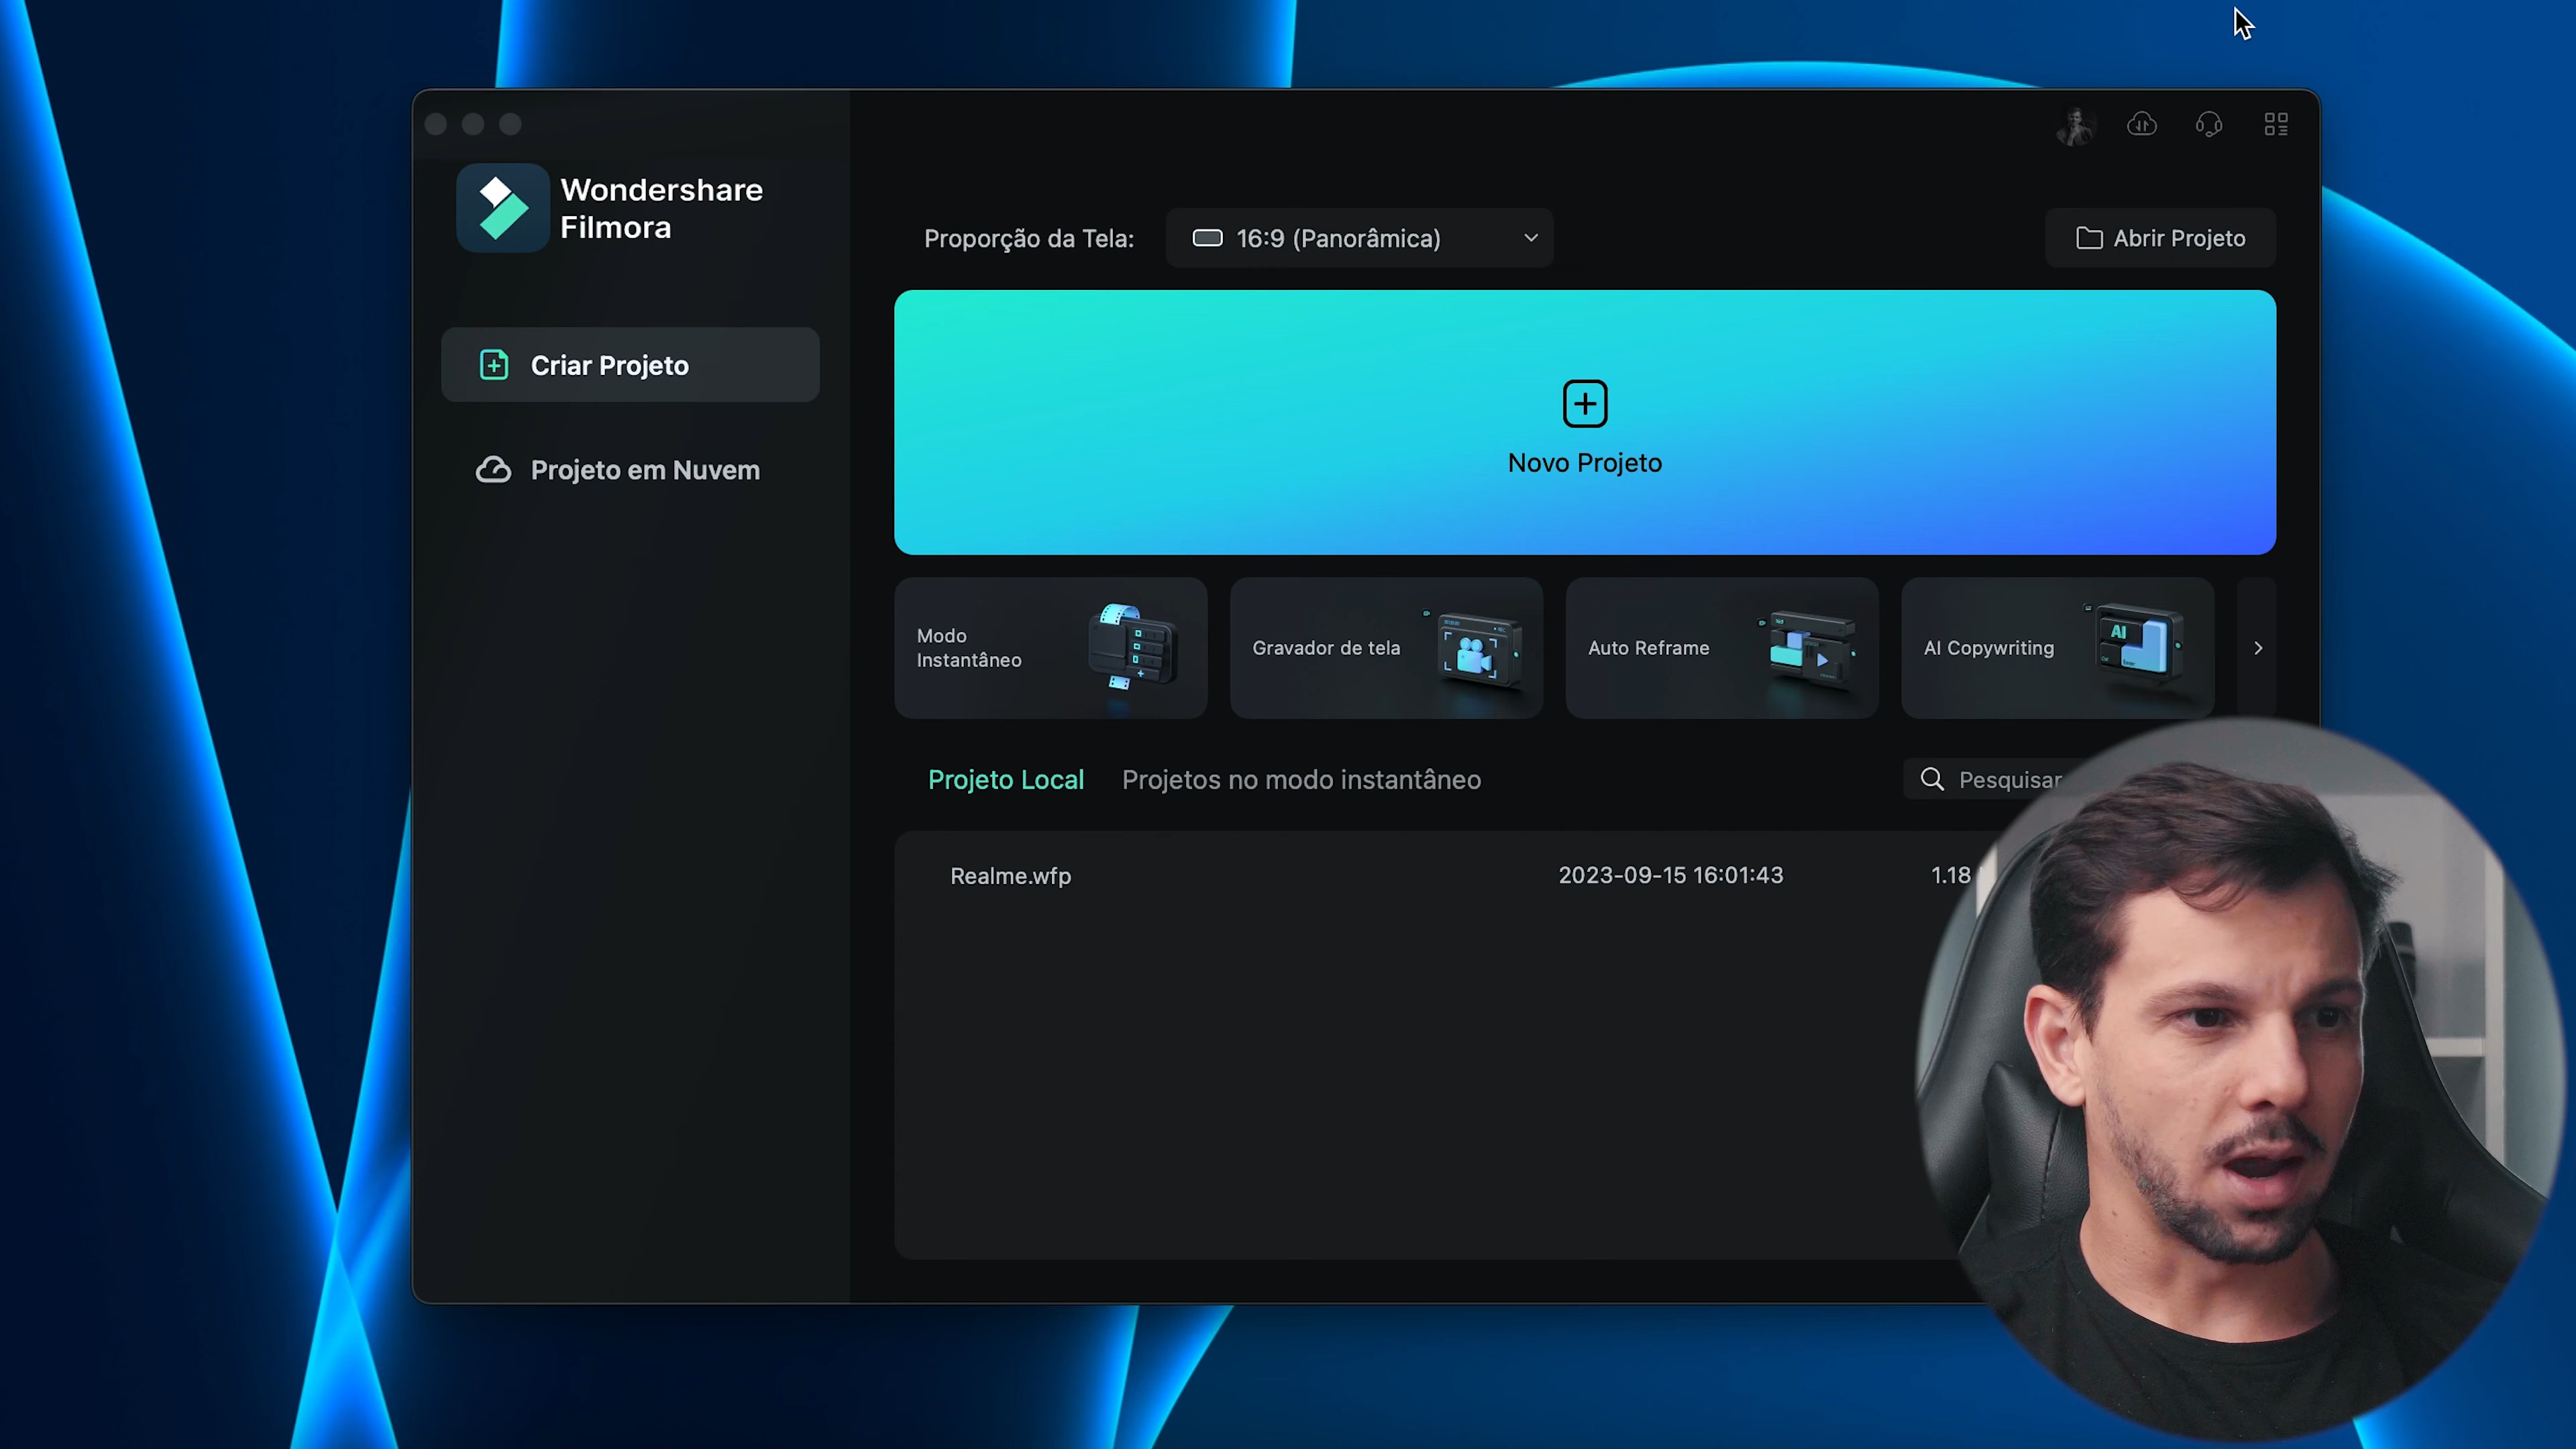 Wondershare
Filmora
Criar Projeto
Projeto em Nuvem
Proporção da Tela:
16:9 (Panorâmica)
Abrir Projeto
Novo Projeto
Modo
Instantâneo
Gravador de tela
Auto Reframe
AI Copywriting
AI
Projeto Local
Projetos no modo instantâneo
Pesquisar
Realme.wfp
2023-09-15 16:01:43
1.18